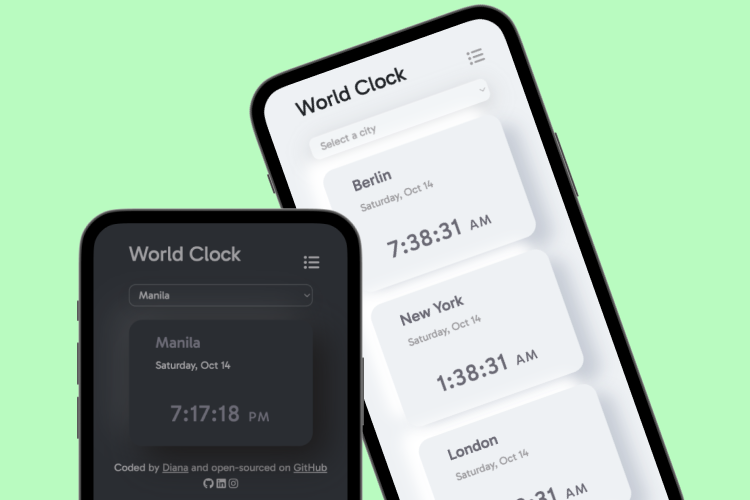 World Clock
Select a city
Berlin
Saturday, Oct 14
7:38:31 AM
New York
Saturday, Oct 14
1:38:31 AM
London
Saturday, Oct 14
AM
World Clock
Manila
Manila
Saturday, Oct 14
7:17:18 PM
Coded by Diana and open-sourced on GitHub